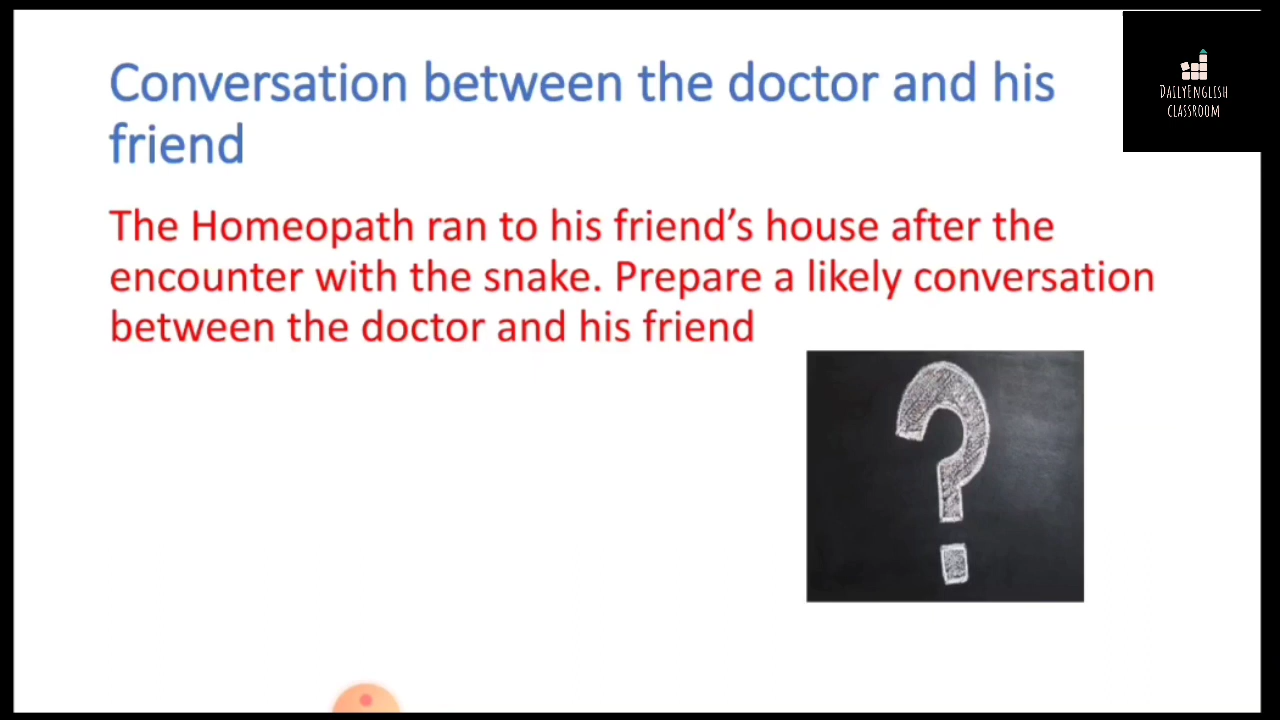 Conversation between the doctor and his
friend
DailyEnglish
classroom
The Homeopath ran to his friend's house after the
encounter with the snake. Prepare a likely conversation
between the doctor and his friend